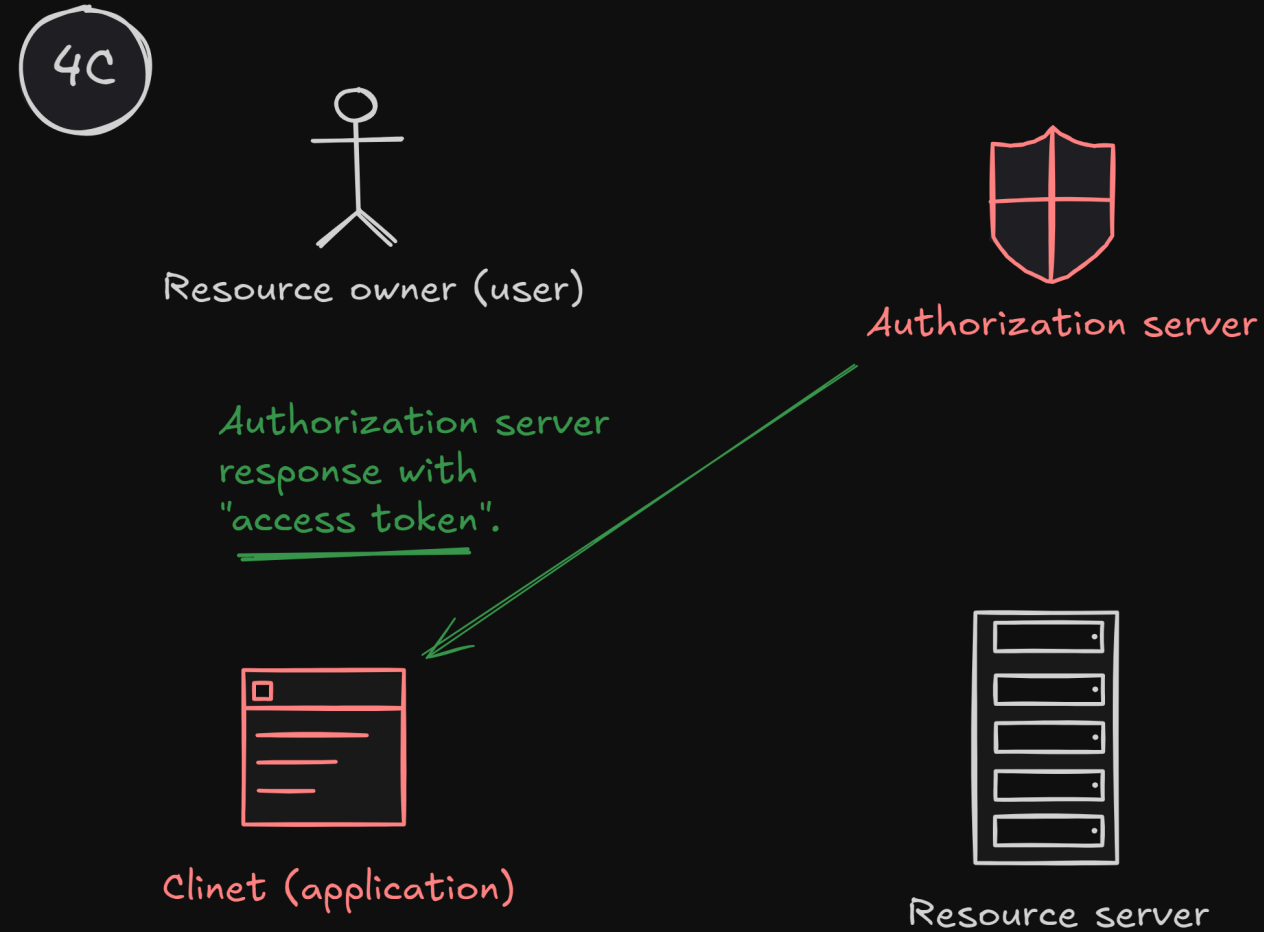 4C
Resource owner (user)
Authorization server
Authorization server
response with
"access token".
Clinet (application)
Resource server